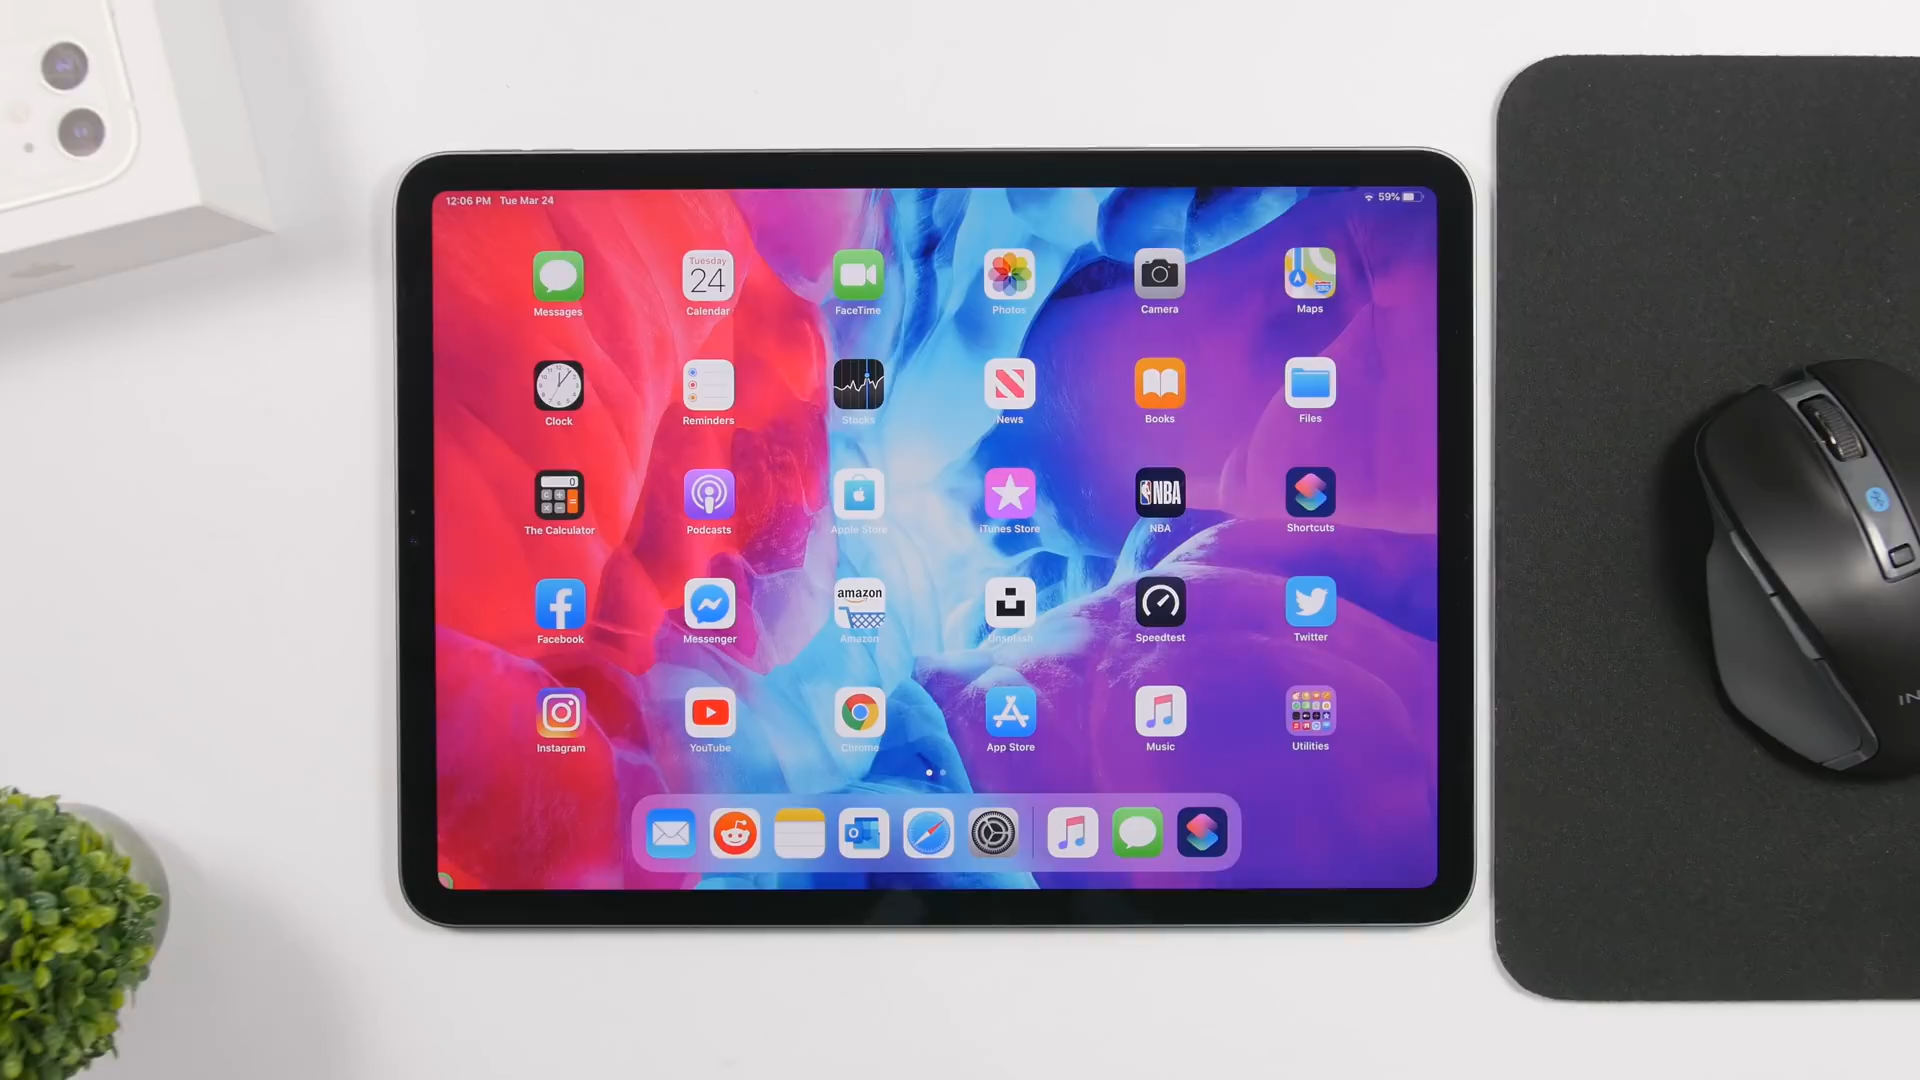 12:06 PM Tue Mar 24
59%
Tuesday
24
Messages
Calendar
FaceTime
Photos
Camera
280
Maps
Clock
Reminders
Stocks
News
Books
Files
0
The Calculator
Podcasts
Apple Store
iTunes Store
NBA
NBA
Shortcuts
Facebook
Messenger
amazon
Amazon
Unsplash
Speedtest
Twitter
Instagram
YouTube
Chrome
App Store
Music
Utilities